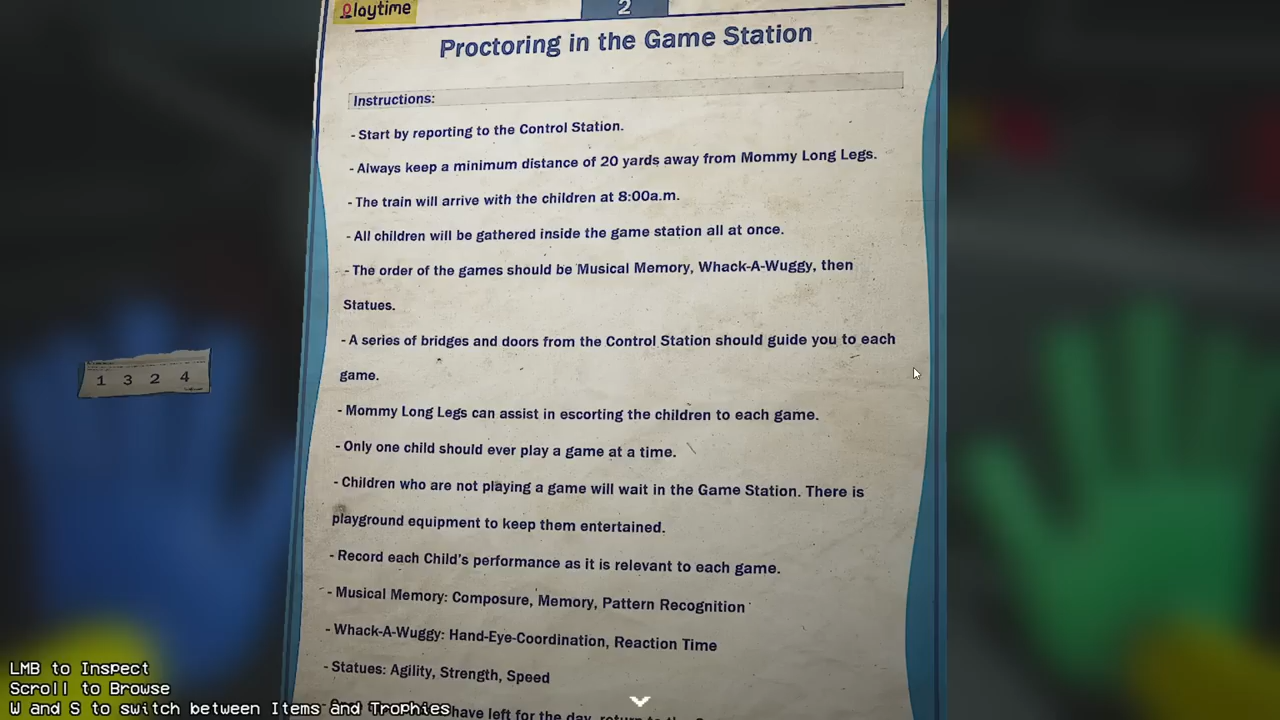 Playtime
2
Proctoring in the Game Station
Instructions:
- Start by reporting to the Control Station.
- Always keep a minimum distance of 20 yards away from Mommy Long Legs.
- The train will arrive with the children at 8:00a.m.
- All children will be gathered inside the game station all at once.
- The order of the games should be Musical Memory, Whack-A-Wuggy, then
Statues.
- A series of bridges and doors from the Control Station should guide you to each
game.
- Mommy Long Legs can assist in escorting the children to each game.
- Only one child should ever play a game at a time.
- Children who are not playing a game will wait in the Game Station. There is
playground equipment to keep them entertained.
- Record each Child's performance as it is relevant to each game.
- Musical Memory: Composure, Memory, Pattern Recognition
- Whack-A-Wuggy: Hand-Eye-Coordination, Reaction Time
- Statues: Agility, Strength, Speed
have left for the day, return to the
1 3 2 4
LMB to Inspect
Scroll to Browse
W and S to switch between Items and Trophies